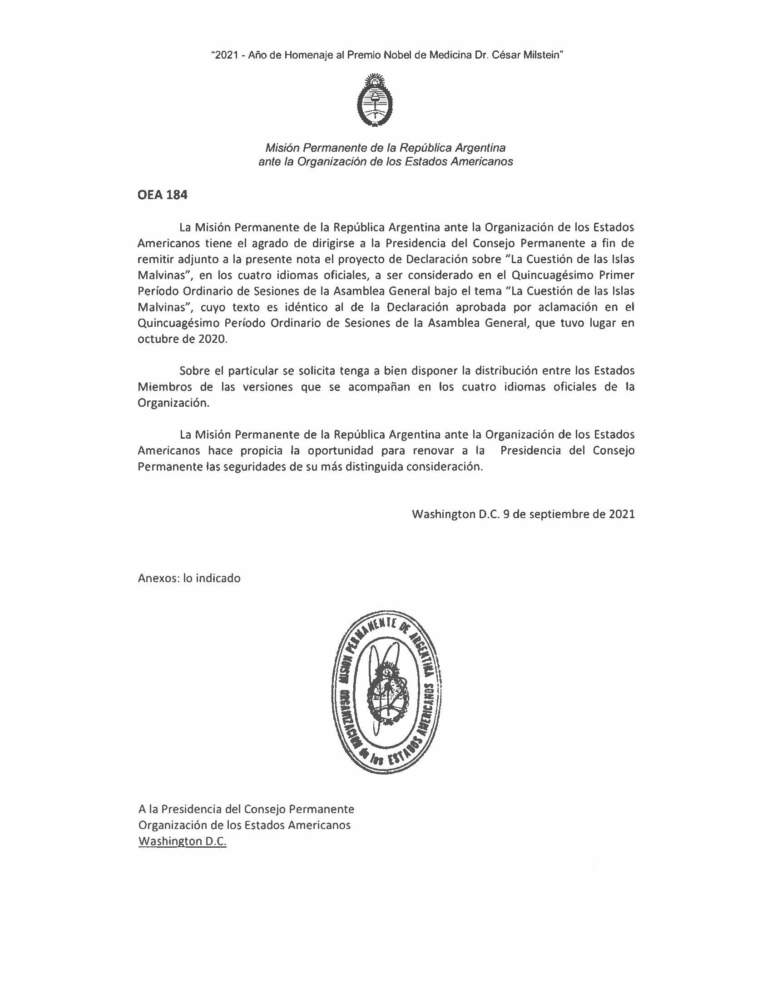 “2021 - Año de Homenaje al Premio Nobel de Medicina Dr. César Milstein”
Misión Permanente de la República Argentina
ante la Organización de los Estados Americanos
OEA 184
La Misión Permanente de la República Argentina ante la Organización de los Estados
Americanos tiene el agrado de dirigirse a la Presidencia del Consejo Permanente a fin de
remitir adjunto a la presente nota el proyecto de Declaración sobre “La Cuestión de las Islas
Malvinas”, en los cuatro idiomas oficiales, a ser considerado en el Quincuagésimo Primer
Período Ordinario de Sesiones de la Asamblea General bajo el tema “La Cuestión de las Islas
Malvinas”, cuyo texto es idéntico al de la Declaración aprobada por aclamación en el
Quincuagésimo Período Ordinario de Sesiones de la Asamblea General, que tuvo lugar en
octubre de 2020.
Sobre el particular se solicita tenga a bien disponer la distribución entre los Estados
Miembros de las versiones que se acompañan en los cuatro idiomas oficiales de la
Organización.
La Misión Permanente de la República Argentina ante la Organización de los Estados
Americanos hace propicia la oportunidad para renovar a la Presidencia del Consejo
Permanente las seguridades de su más distinguida consideración.
Washington D.C. 9 de septiembre de 2021
Anexos: lo indicado
MISION PERMANENTE DE ARGENTINA
ORGANIZACION de los ESTADOS AMERICANOS
A la Presidencia del Consejo Permanente
Organización de los Estados Americanos
Washington D.C.